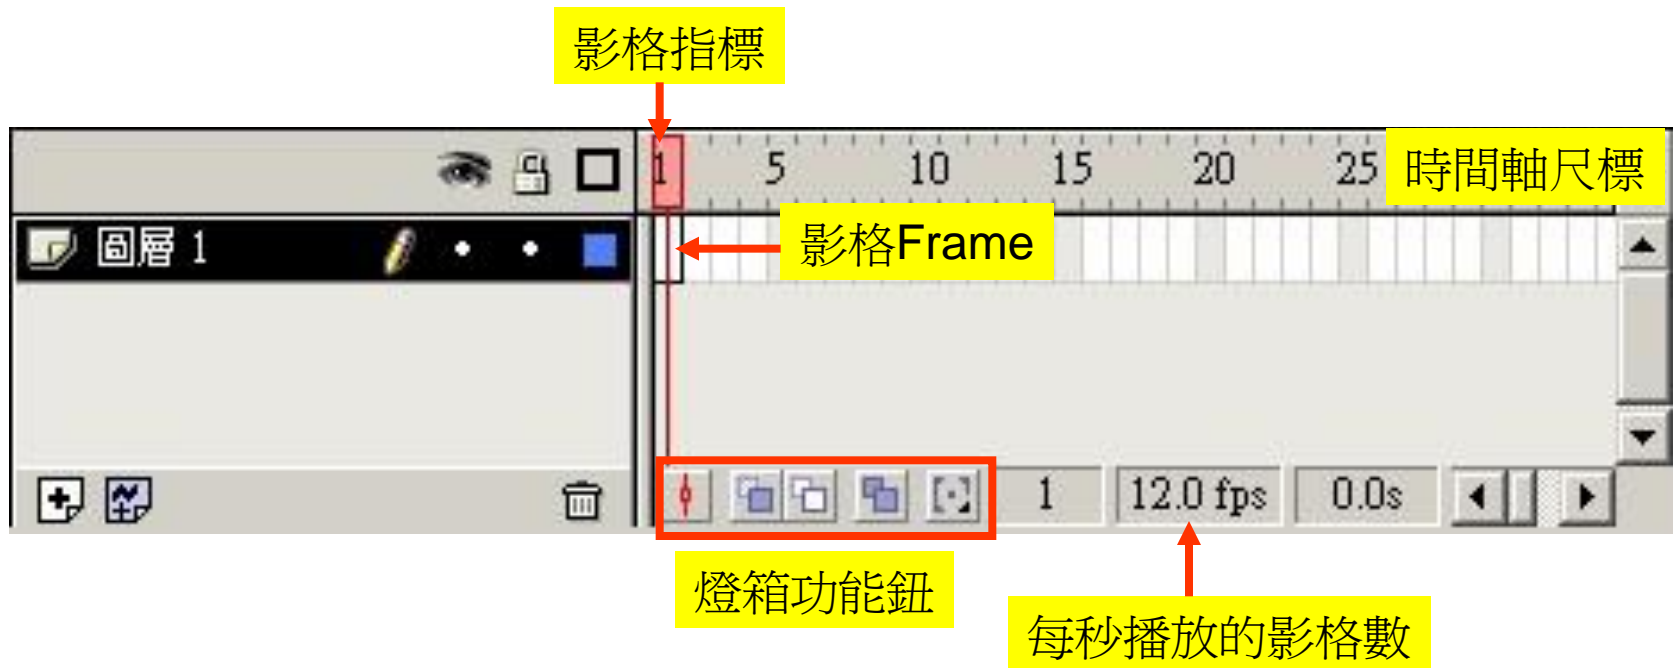 影格指標
1 5 10 15 20 25 時間軸尺標
圖層 1
影格Frame
1 12.0 fps 0.0s
燈箱功能鈕
每秒播放的影格數